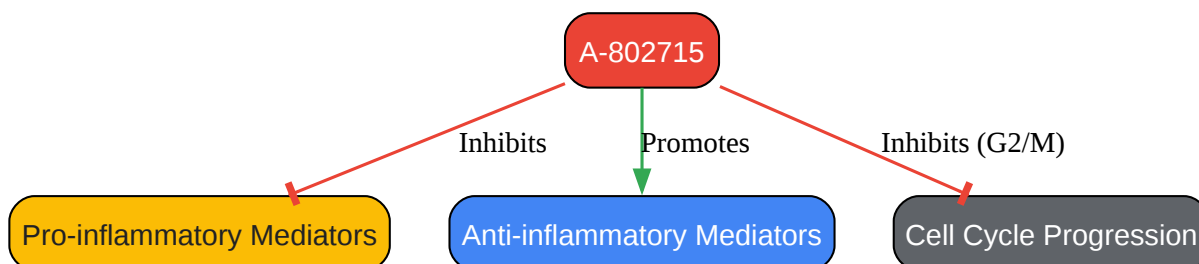 A-802715
Inhibits
Promotes
Inhibits (G2/M)
Pro-inflammatory Mediators
Anti-inflammatory Mediators
Cell Cycle Progression